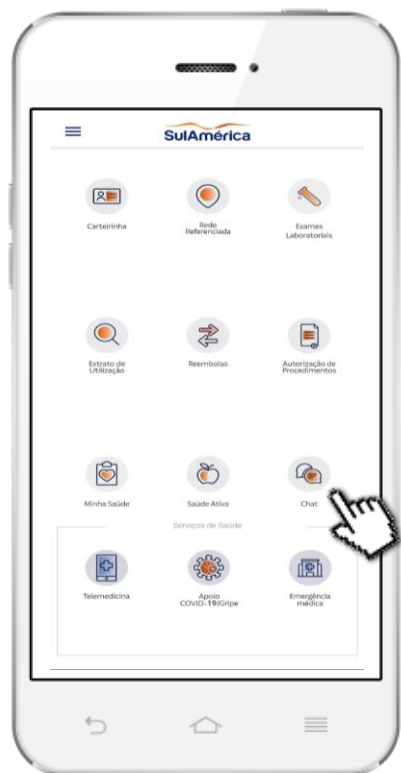 SulAmérica
Carteirinha
Rede
Referenciada
Exames
Laboratoriais
Extrato de
Utilização
Reembolso
Autorização de
Procedimentos
Minha Saúde
Saúde Ativa
Chat
Serviços de Saúde
Telemedicina
Apoio
COVID-19/Gripe
Emergência
médica